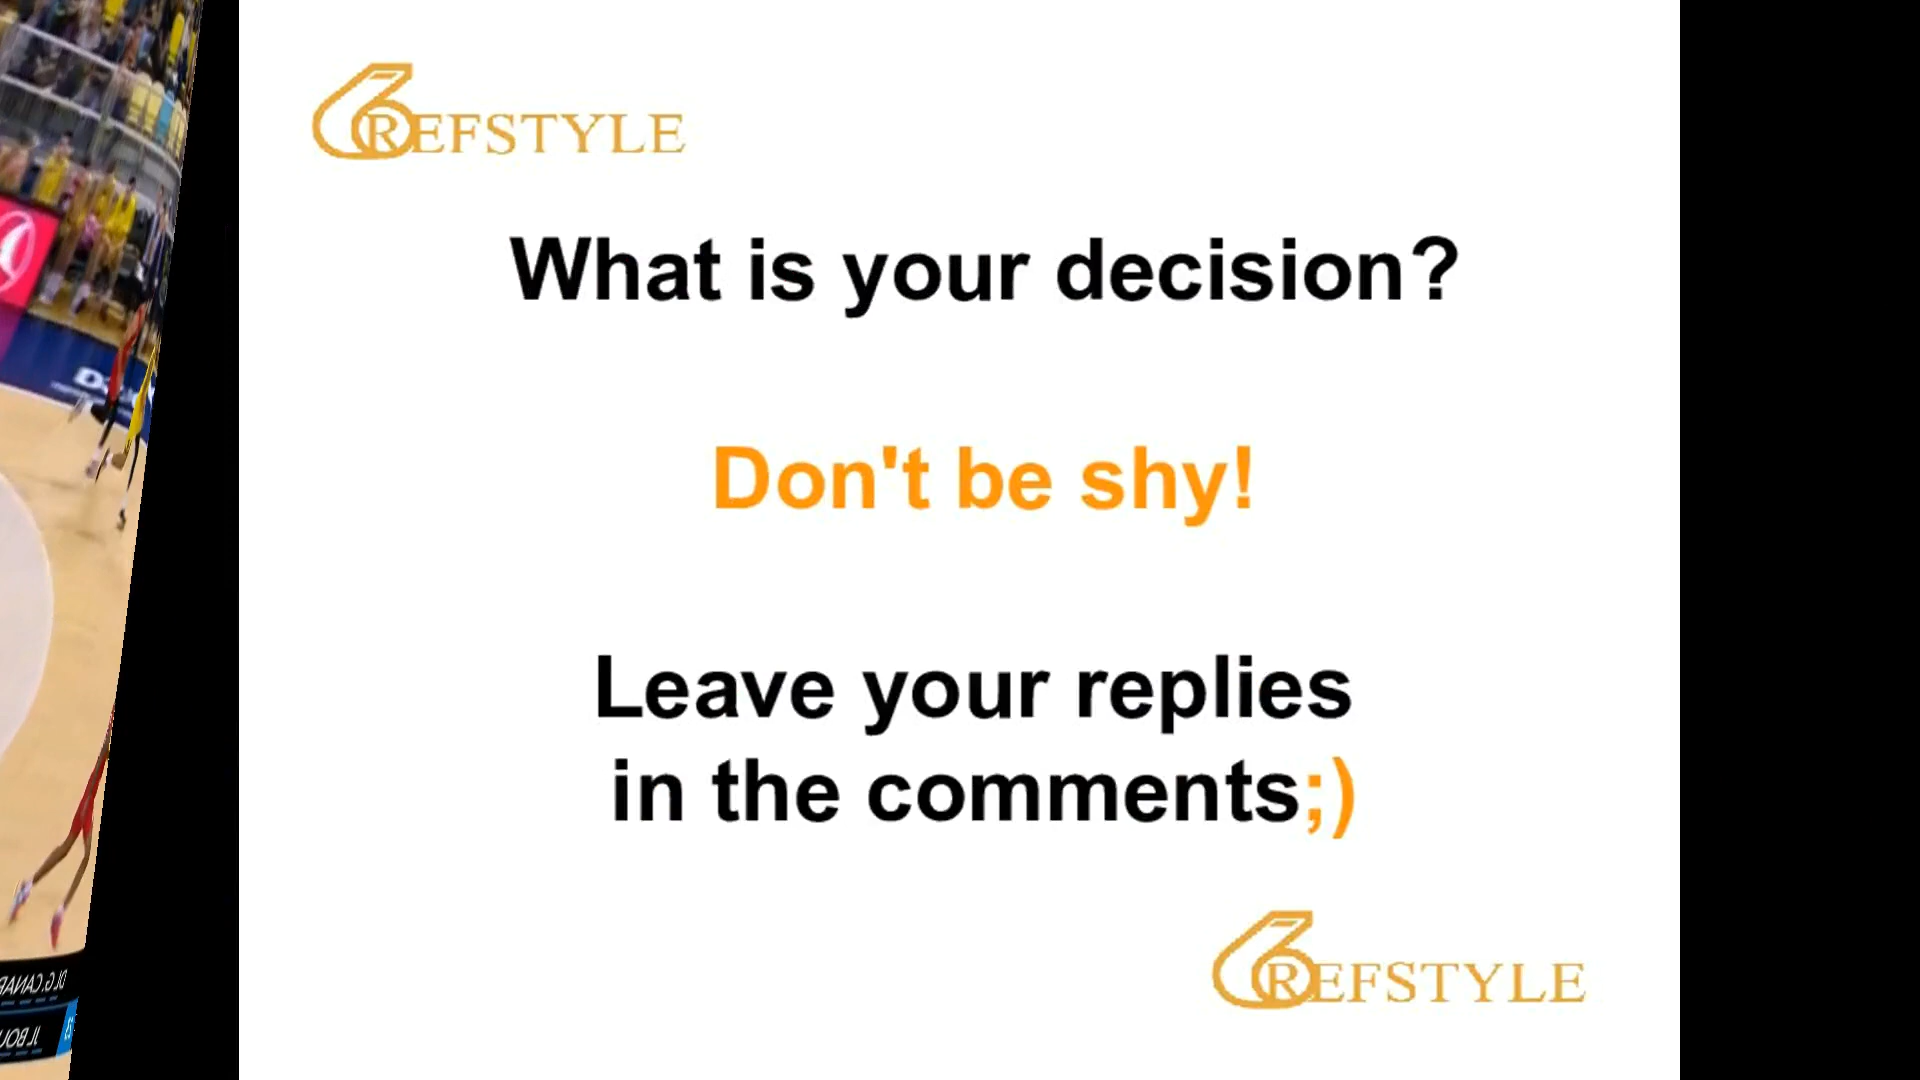 REFSTYLE
What is your decision?
Don't be shy!
Leave your replies
in the comments;)
REFSTYLE